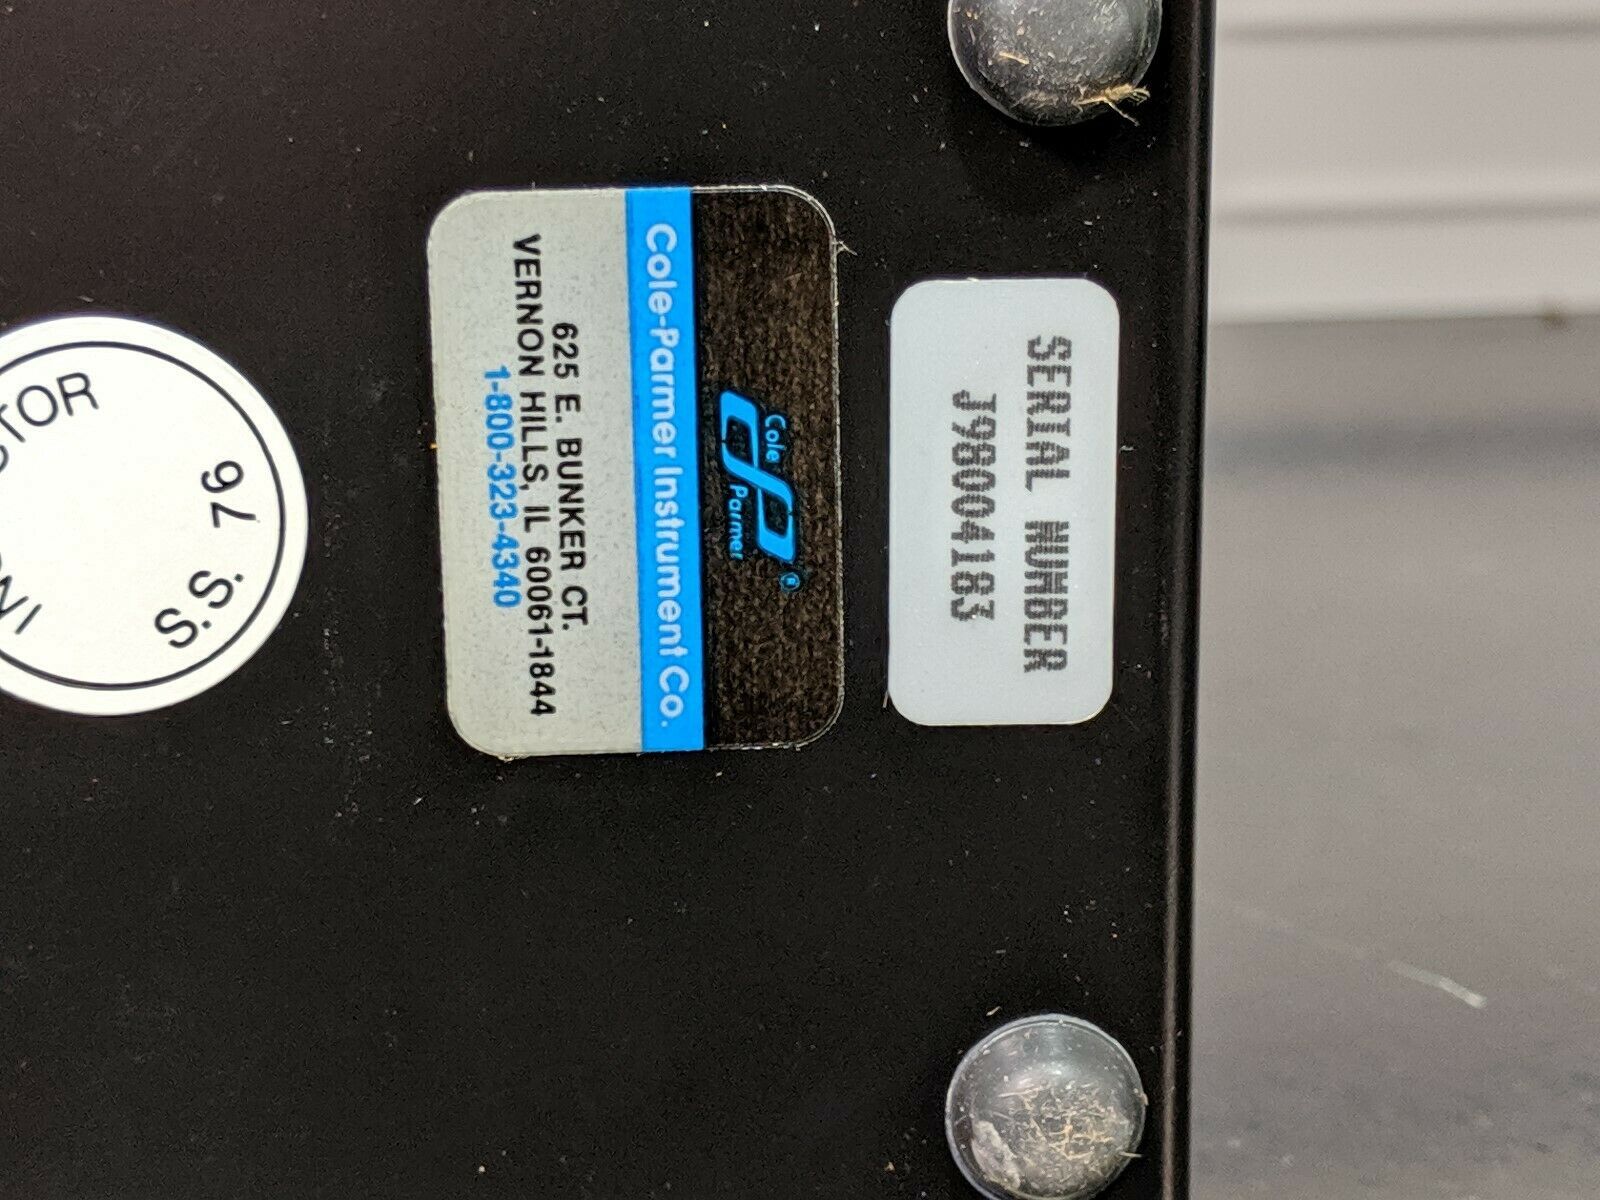 SERIAL NUMBER
J98004183
Cole
Parmer®
Cole-Parmer Instrument Co.
625 E. BUNKER CT.
VERNON HILLS, IL 60061-1844
1-800-323-4340
S.S. 76